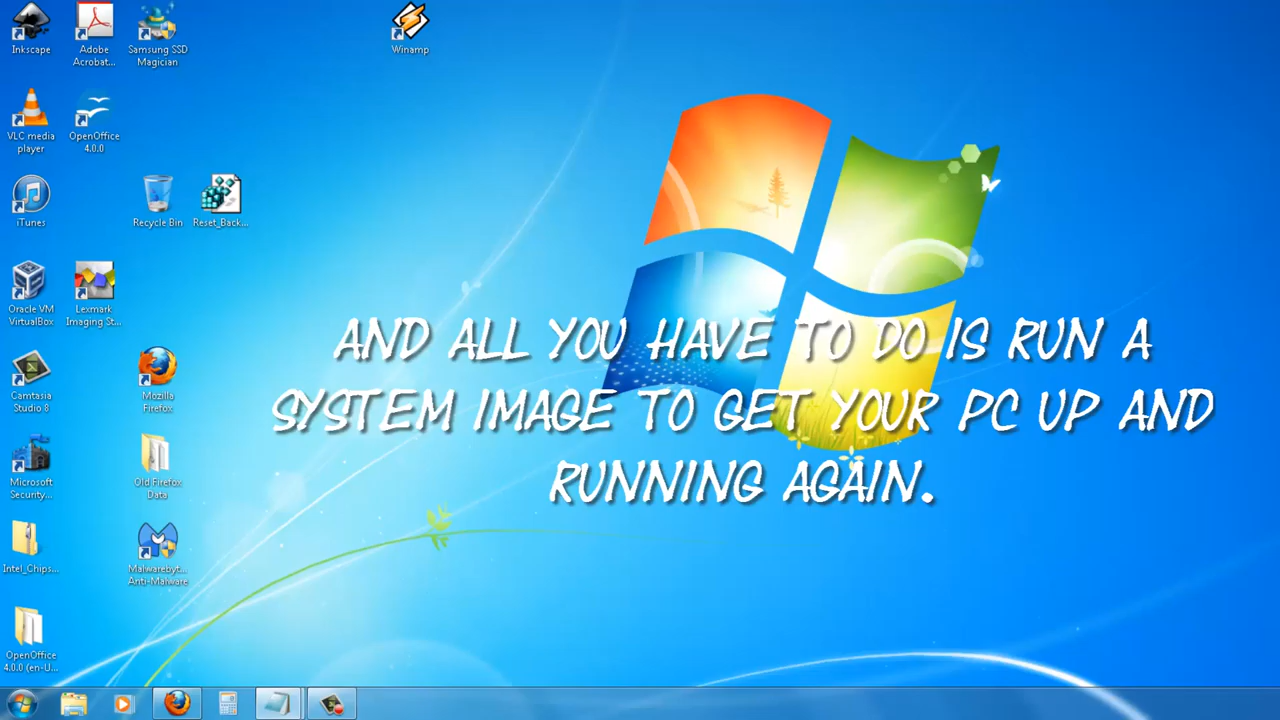 Inkscape
Adobe
Acrobat...
Samsung SSD
Magician
Winamp
VLC media
player
OpenOffice
4.0.0
iTunes
Recycle Bin
Reset_Back...
Oracle VM
VirtualBox
Lexmark
Imaging St...
Camtasia
Studio 8
Mozilla
Firefox
Microsoft
Security...
Old Firefox
Data
Intel_Chips...
Malwarebyt...
Anti-Malware
OpenOffice
4.0.0 (en-U...
AND ALL YOU HAVE TO DO IS RUN A
SYSTEM IMAGE TO GET YOUR PC UP AND
RUNNING AGAIN.